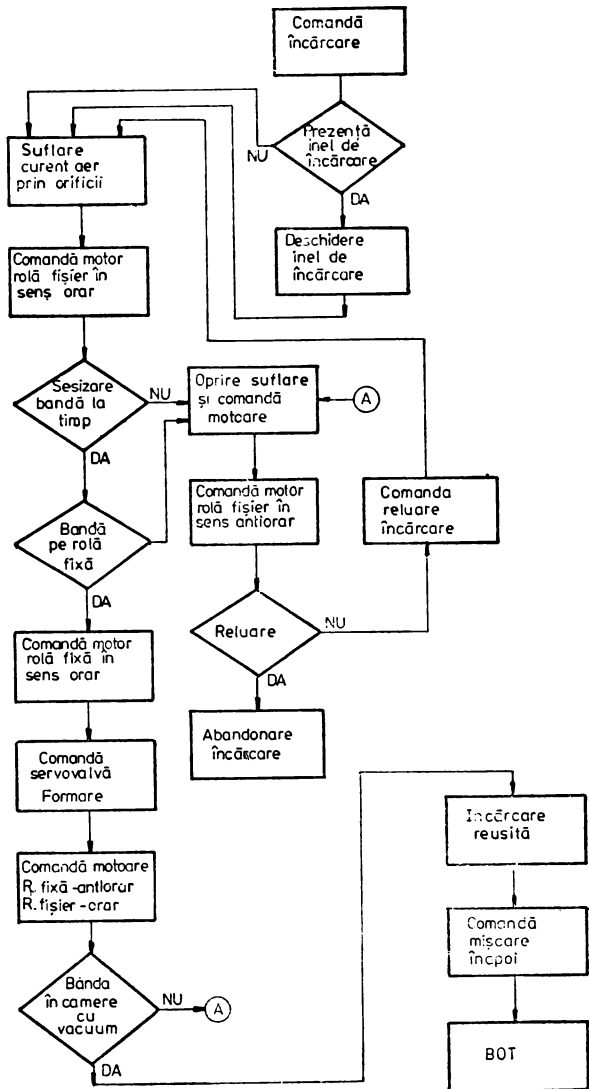 Comandă
încărcare
Prezență
inel de
încărcare
NU
DA
Suflare
curent aer
prin orificii
Deschidere
inel de
încărcare
Comandă motor
rolă fișier în
sens orar
Sesizare
bandă la
timp
NU
DA
Oprire suflare
și comandă
motoare
A
Comandă motor
rolă fișier în
sens antiorar
Comanda
reluare
încărcare
Bandă
pe rolă
fixă
DA
Reluare
NU
DA
Comandă motor
rolă fixă în
sens orar
Abandonare
încărcare
Comandă
servovalvă
Formare
Incărcare
reusită
Comandă motoare
R. fixă-antiorar
R. fișier-orar
Comandă
mișcare
încpoi
Bandă
în camere
cu
vacuum
NU
A
DA
BOT